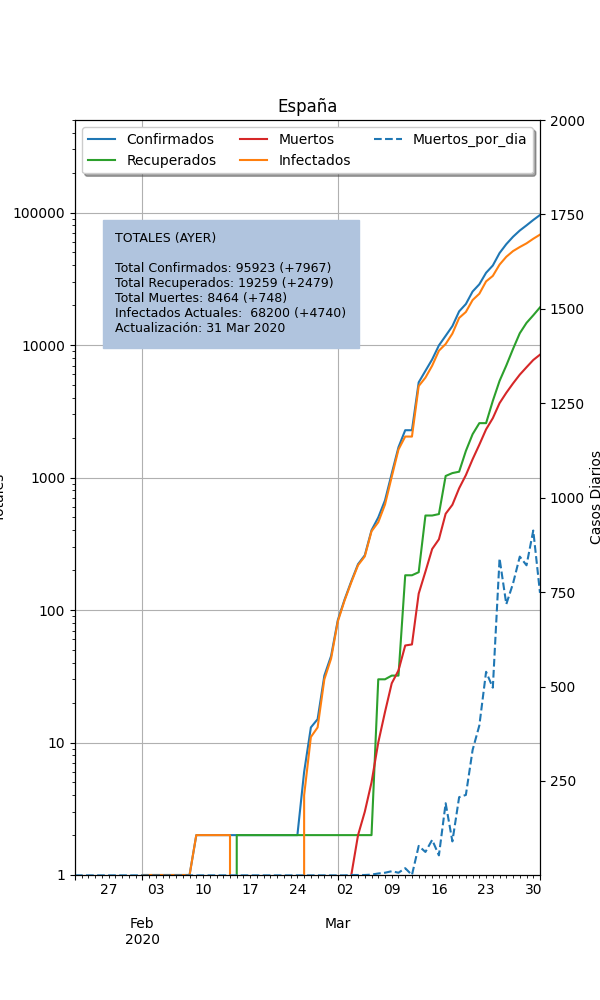 España
Confirmados
Recuperados
Muertos
Infectados
Muertos_por_dia
TOTALES (AYER)
Total Confirmados: 95923 (+7967)
Total Recuperados: 19259 (+2479)
Total Muertes: 8464 (+748)
Infectados Actuales:  68200 (+4740)
Actualización: 31 Mar 2020
100000
10000
1000
100
10
1
2000
1750
1500
1250
1000
750
500
250
Casos Diarios
27 03 10 17 24 02 09 16 23 30
Feb Mar
2020